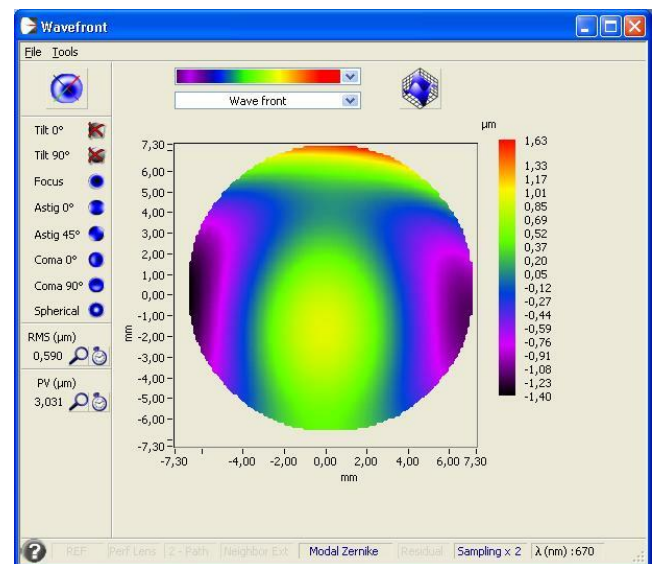 Wavefront
File Tools
Wave front
Tilt 0°
Tilt 90°
Focus
Astig 0°
Astig 45°
Coma 0°
Coma 90°
Spherical
RMS (µm)
0,590
PV (µm)
3,031
7,30
6,00
5,00
4,00
3,00
2,00
1,00
0,00
-1,00
-2,00
-3,00
-4,00
-5,00
-6,00
-7,30
mm
-7,30 -4,00 -2,00 0,00 2,00 4,00 6,00 7,30
mm
µm
1,63
1,33
1,17
1,01
0,85
0,69
0,52
0,37
0,20
0,05
-0,12
-0,27
-0,44
-0,59
-0,76
-0,91
-1,08
-1,23
-1,40
? REF Perf Lens Z - Path Neighbor Ext Modal Zernike Residual Sampling x 2 λ (nm) :670